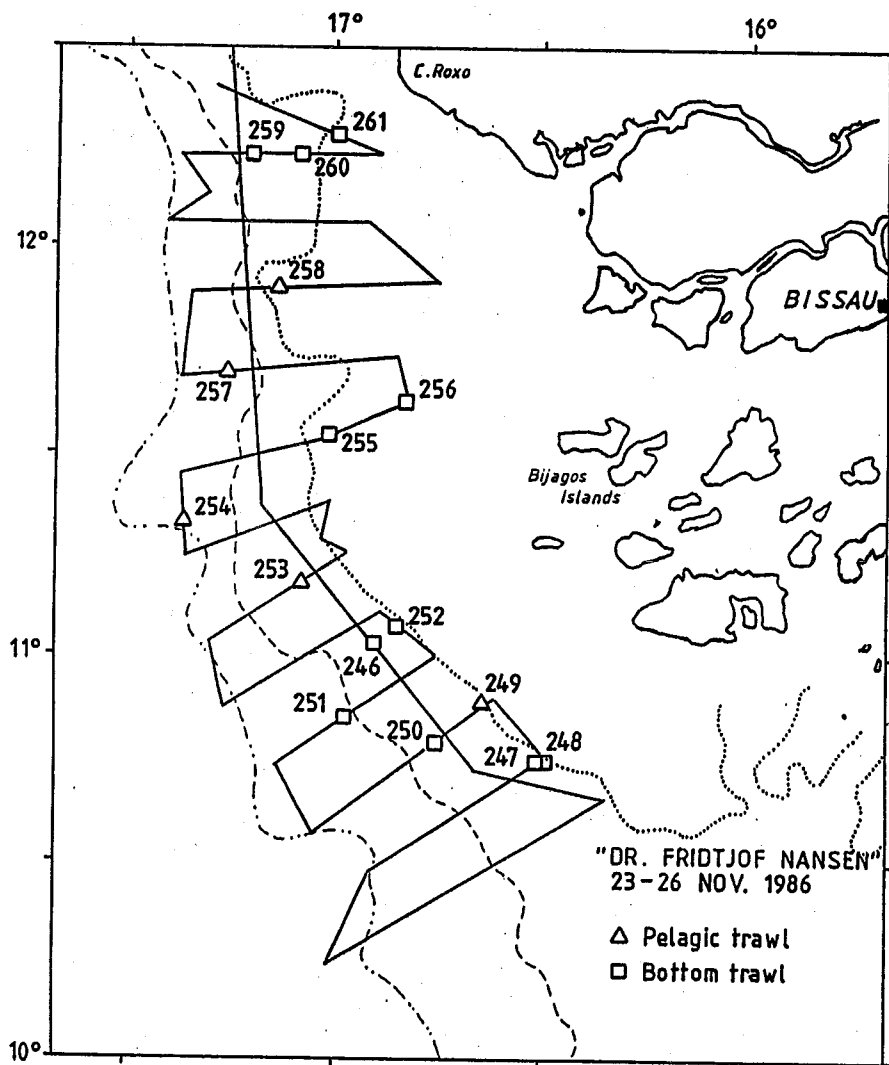 17°
16°
C. Roxo
261
259
260
12°
258
BISSAU
257
256
255
Bijagos
Islands
254
253
252
11°
246
249
251
250
248
247
"DR. FRIDTJOF NANSEN"
23-26 NOV. 1986
△ Pelagic trawl
□ Bottom trawl
10°